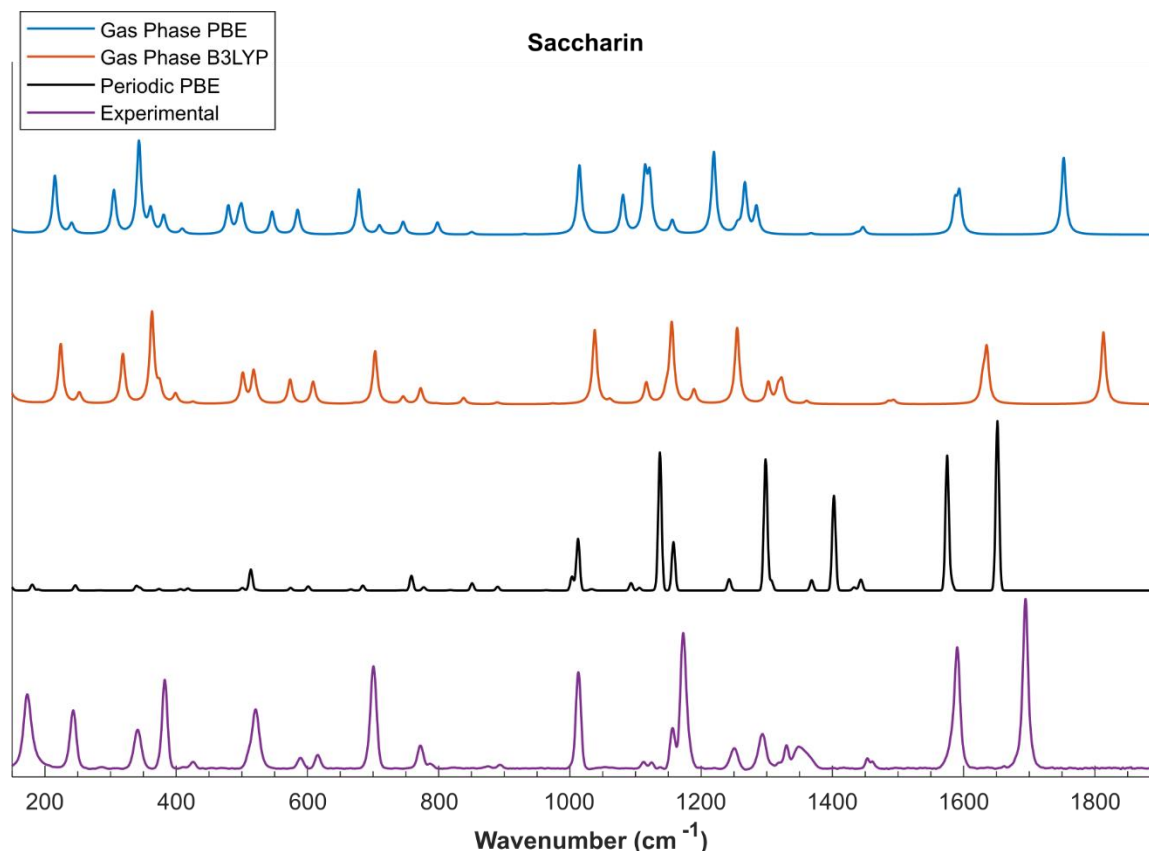 Gas Phase PBE
Gas Phase B3LYP
Periodic PBE
Experimental
Saccharin
200 400 600 800 1000 1200 1400 1600 1800
Wavenumber (cm -1)